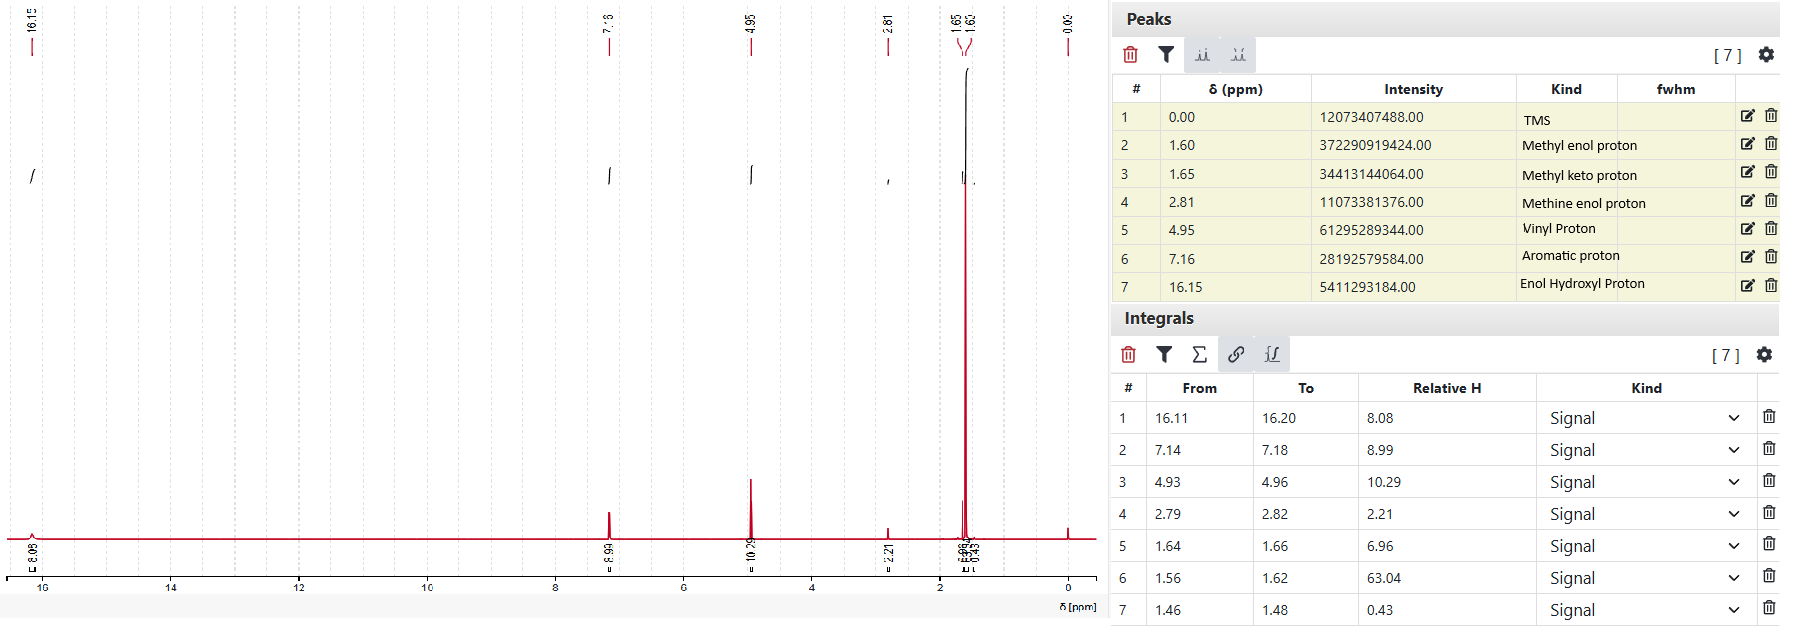 16.15
7.16
4.95
2.81
1.65
1.60
0.00
8.08
8.99
10.29
2.21
0.43
16
14
12
10
8
6
4
2
0
δ [ppm]
Peaks
[ 7 ]
# δ (ppm) Intensity Kind fwhm
1 0.00 12073407488.00 TMS
2 1.60 372290919424.00 Methyl enol proton
3 1.65 34413144064.00 Methyl keto proton
4 2.81 11073381376.00 Methine enol proton
5 4.95 61295289344.00 Vinyl Proton
6 7.16 28192579584.00 Aromatic proton
7 16.15 5411293184.00 Enol Hydroxyl Proton
Integrals
Σ [ 7 ]
# From To Relative H Kind
1 16.11 16.20 8.08 Signal
2 7.14 7.18 8.99 Signal
3 4.93 4.96 10.29 Signal
4 2.79 2.82 2.21 Signal
5 1.64 1.66 6.96 Signal
6 1.56 1.62 63.04 Signal
7 1.46 1.48 0.43 Signal